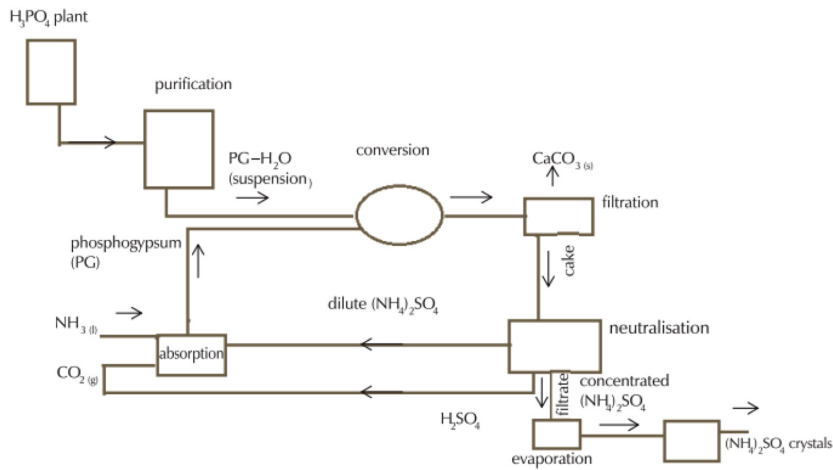 H₃PO₄ plant
purification
PG–H₂O
(suspension)
conversion
CaCO₃ (s)
filtration
phosphogypsum
(PG)
cake
dilute (NH₄)₂SO₄
NH₃ (l)
neutralisation
absorption
CO₂ (g)
filtrate
concentrated
(NH₄)₂SO₄
H₂SO₄
(NH₄)₂SO₄ crystals
evaporation